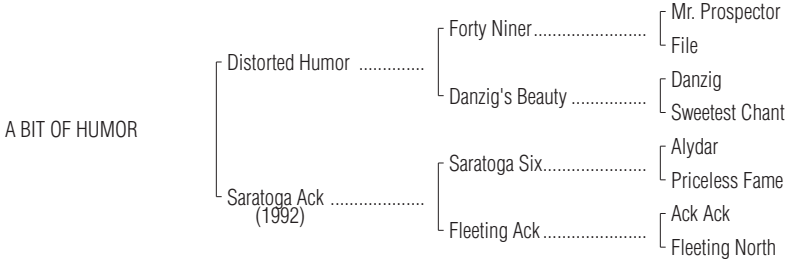 Mr. Prospector
Forty Niner........................
File
Distorted Humor ..............
Danzig
Danzig's Beauty ................
Sweetest Chant
A BIT OF HUMOR
Alydar
Saratoga Six......................
Priceless Fame
Saratoga Ack ....................
(1992)
Ack Ack
Fleeting Ack......................
Fleeting North